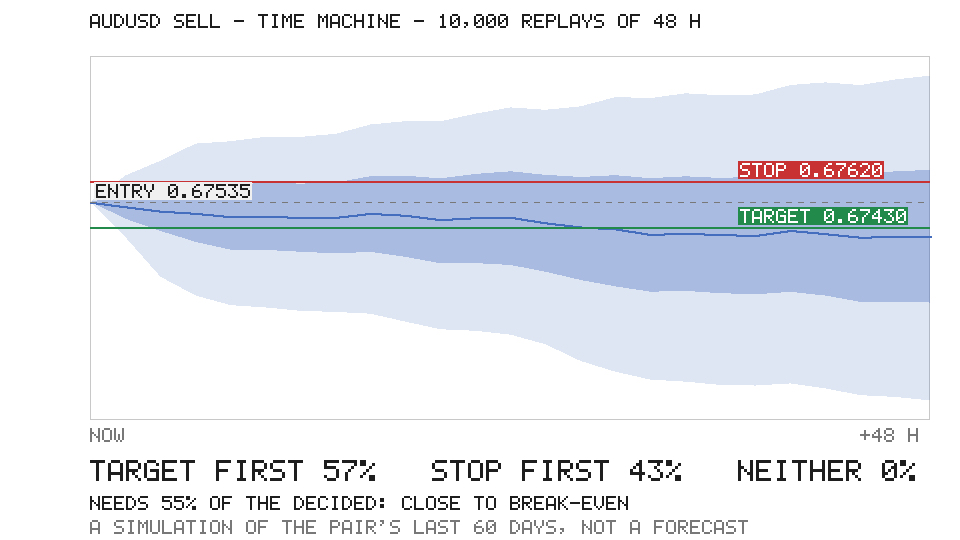 AUDUSD SELL - TIME MACHINE - 10,000 REPLAYS OF 48 H
STOP 0.67620
ENTRY 0.67535
TARGET 0.67430
NOW +48 H
TARGET FIRST 57% STOP FIRST 43% NEITHER 0%
NEEDS 55% OF THE DECIDED: CLOSE TO BREAK-EVEN
A SIMULATION OF THE PAIR'S LAST 60 DAYS, NOT A FORECAST